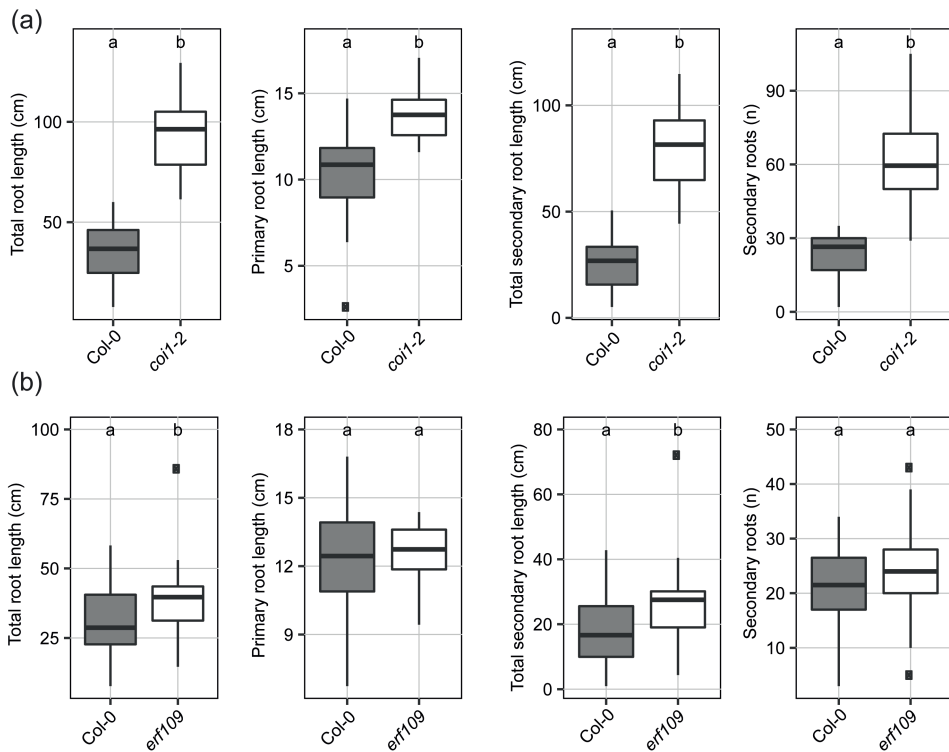 (a)
Total root length (cm)
100
50
a b
Col-0
coi1-2
Primary root length (cm)
15
10
5
a b
Col-0
coi1-2
Total secondary root length (cm)
100
50
0
a b
Col-0
coi1-2
Secondary roots (n)
90
60
30
0
a b
Col-0
coi1-2
(b)
Total root length (cm)
100
75
50
25
a b
Col-0
erf109
Primary root length (cm)
18
15
12
9
a a
Col-0
erf109
Total secondary root length (cm)
80
60
40
20
0
a b
Col-0
erf109
Secondary roots (n)
50
40
30
20
10
a a
Col-0
erf109